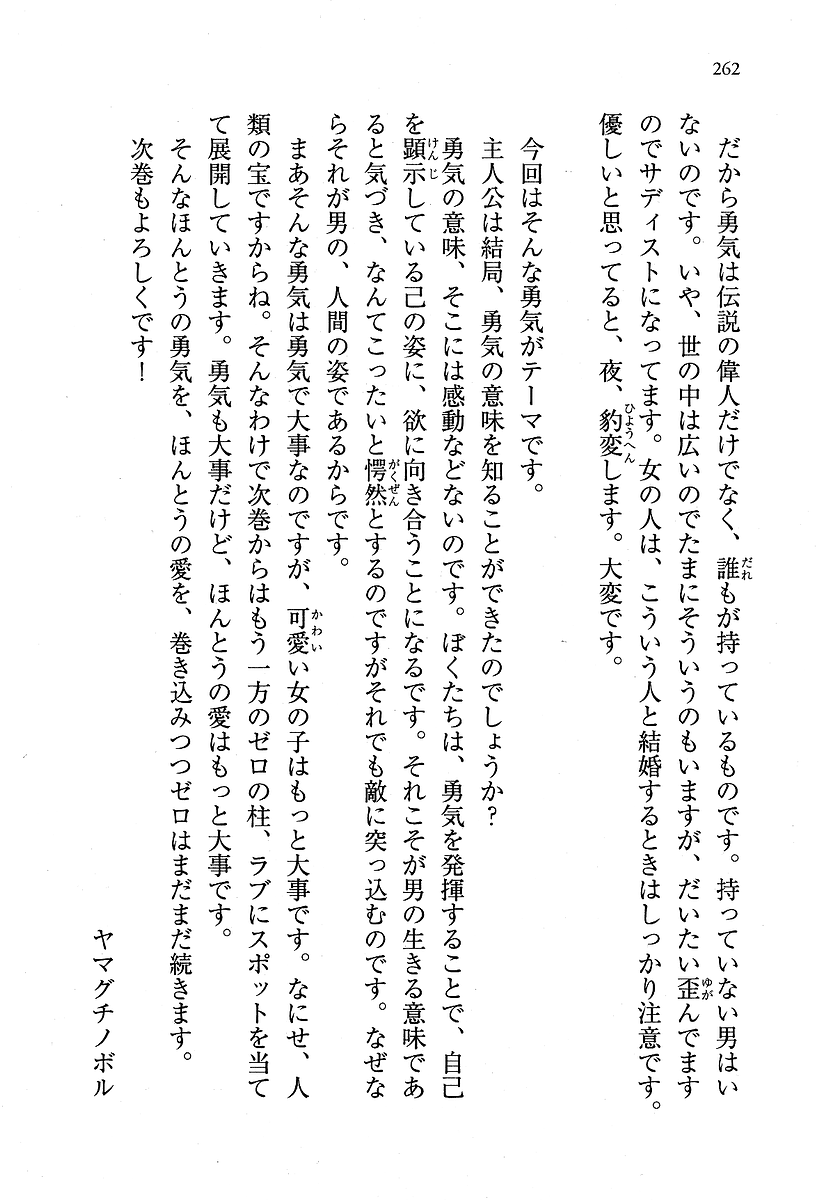 262
だから勇気は伝説の偉人だけでなく、誰もが持っているものです。持っていない男はい
ないのです。いや、世の中は広いのでたまにそういうのもいますが、だいたい歪んでます
のでサディストになってます。女の人は、こういう人と結婚するときはしっかり注意です。
優しいと思ってると、夜、豹変します。大変です。
今回はそんな勇気がテーマです。
主人公は結局、勇気の意味を知ることができたのでしょうか?
勇気の意味、そこには感動などないのです。ぼくたちは、勇気を発揮することで、自己
を顕示している己の姿に、欲に向き合うことになるです。それこそが男の生きる意味であ
ると気づき、なんてこったいと愕然とするのですがそれでも敵に突っ込むのです。なぜな
らそれが男の、人間の姿であるからです。
まあそんな勇気は勇気で大事なのですが、可愛い女の子はもっと大事です。なにせ、人
類の宝ですからね。そんなわけで次巻からはもう一方のゼロの柱、ラブにスポットを当て
て展開していきます。勇気も大事だけど、ほんとうの愛はもっと大事です。
そんなほんとうの勇気を、ほんとうの愛を、巻き込みつつゼロはまだまだ続きます。
次巻もよろしくです!
ヤマグチノボル